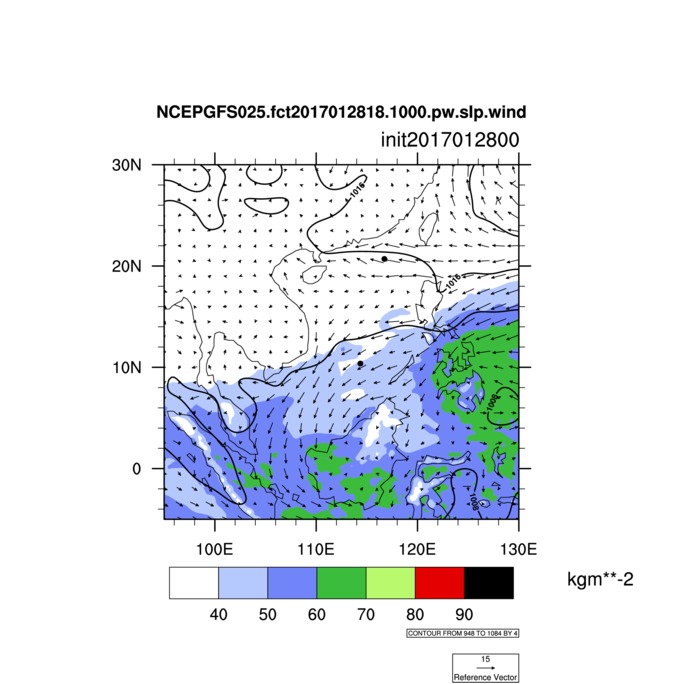 NCEPGFS025.fct2017012818.1000.pw.slp.wind
init2017012800
30N
1016
20N
1016
10N
1008
0
1008
100E 110E 120E 130E
kgm**-2
40 50 60 70 80 90
CONTOUR FROM 948 TO 1084 BY 4
15
Reference Vector